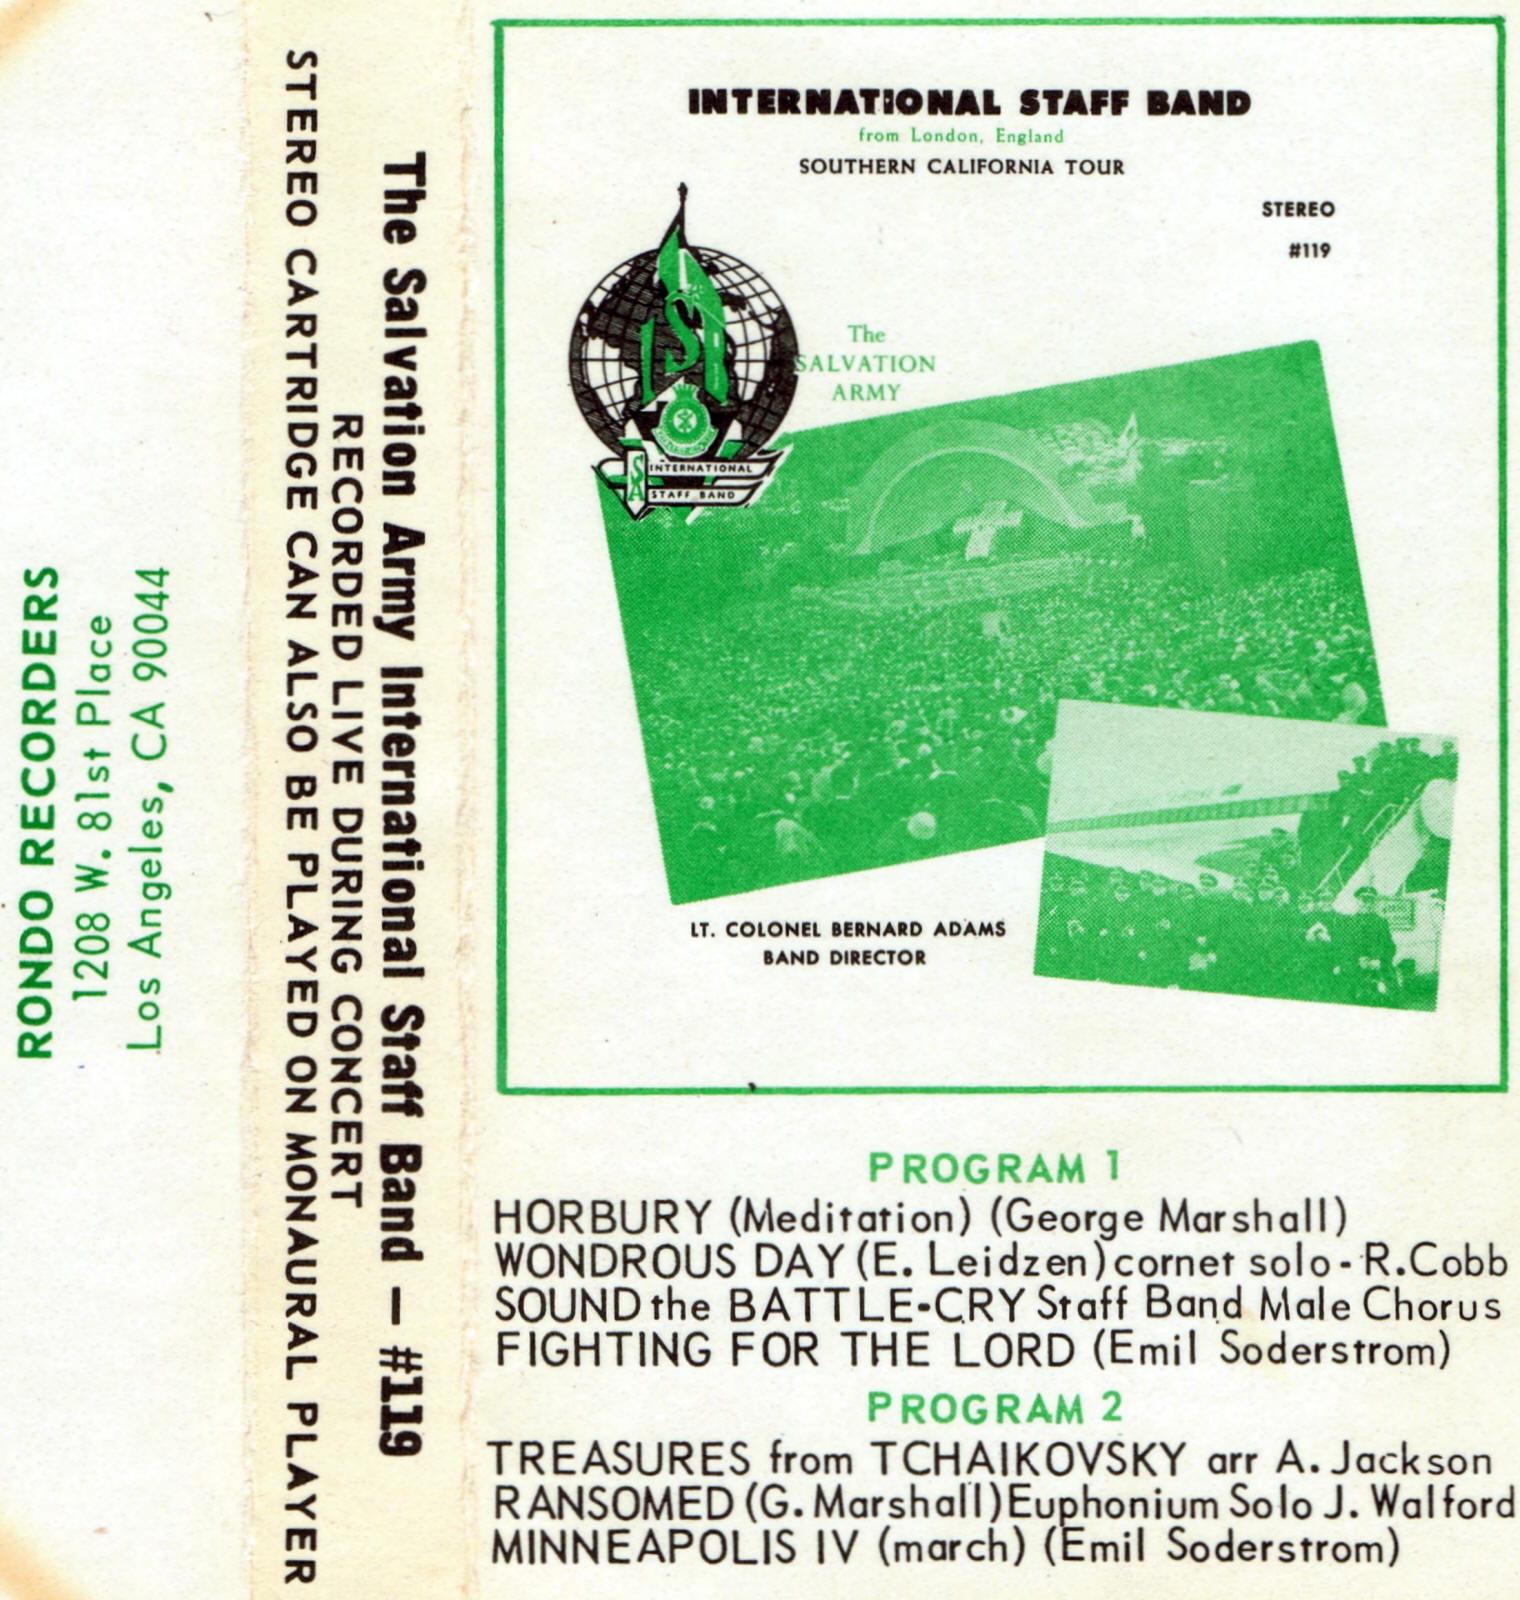 RONDO RECORDERS
1208 W. 81st Place
Los Angeles, CA 90044
The Salvation Army International Staff Band — #119
RECORDED LIVE DURING CONCERT
STEREO CARTRIDGE CAN ALSO BE PLAYED ON MONAURAL PLAYER
INTERNATIONAL STAFF BAND
from London, England
SOUTHERN CALIFORNIA TOUR
STEREO
#119
The
SALVATION
ARMY
ISB
SA
INTERNATIONAL
STAFF BAND
LT. COLONEL BERNARD ADAMS
BAND DIRECTOR
PROGRAM 1
HORBURY (Meditation) (George Marshall)
WONDROUS DAY (E. Leidzen) cornet solo - R. Cobb
SOUND the BATTLE-CRY Staff Band Male Chorus
FIGHTING FOR THE LORD (Emil Soderstrom)
PROGRAM 2
TREASURES from TCHAIKOVSKY arr A. Jackson
RANSOMED (G. Marshall) Euphonium Solo J. Walford
MINNEAPOLIS IV (march) (Emil Soderstrom)